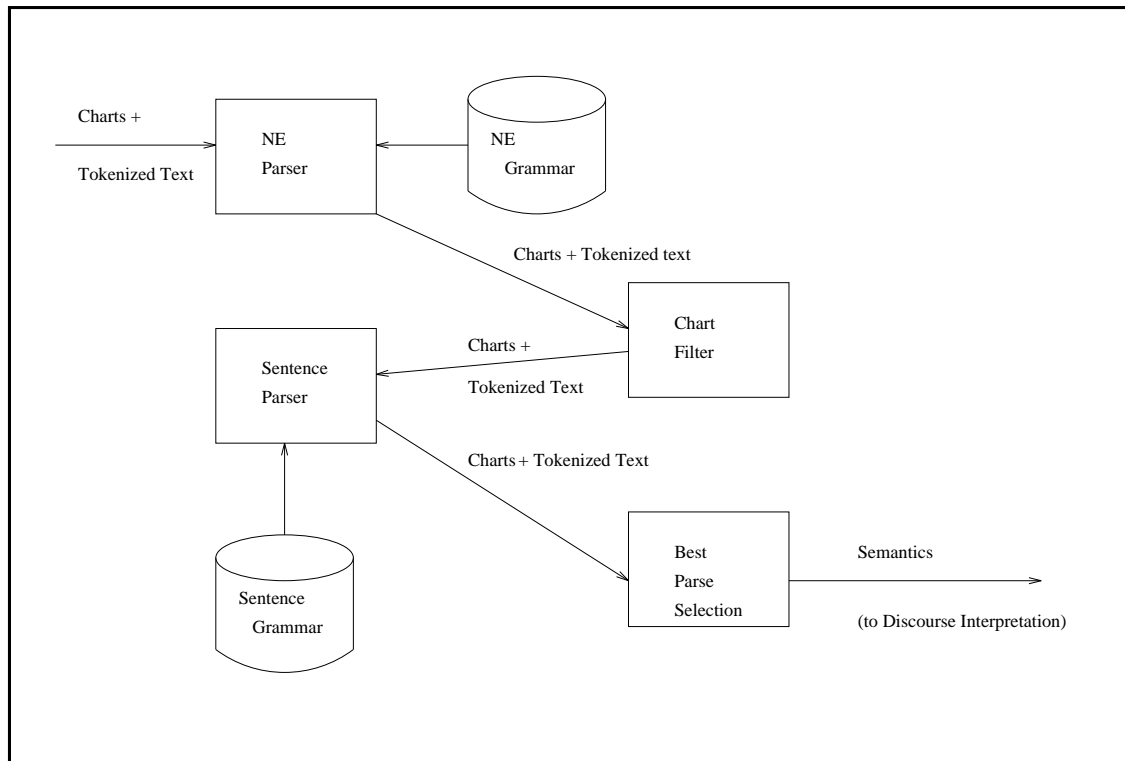 Charts +
Tokenized Text
NE
Parser
NE
Grammar
Charts + Tokenized text
Chart
Filter
Charts +
Tokenized Text
Sentence
Parser
Charts + Tokenized Text
Sentence
Grammar
Best
Parse
Selection
Semantics
(to Discourse Interpretation)